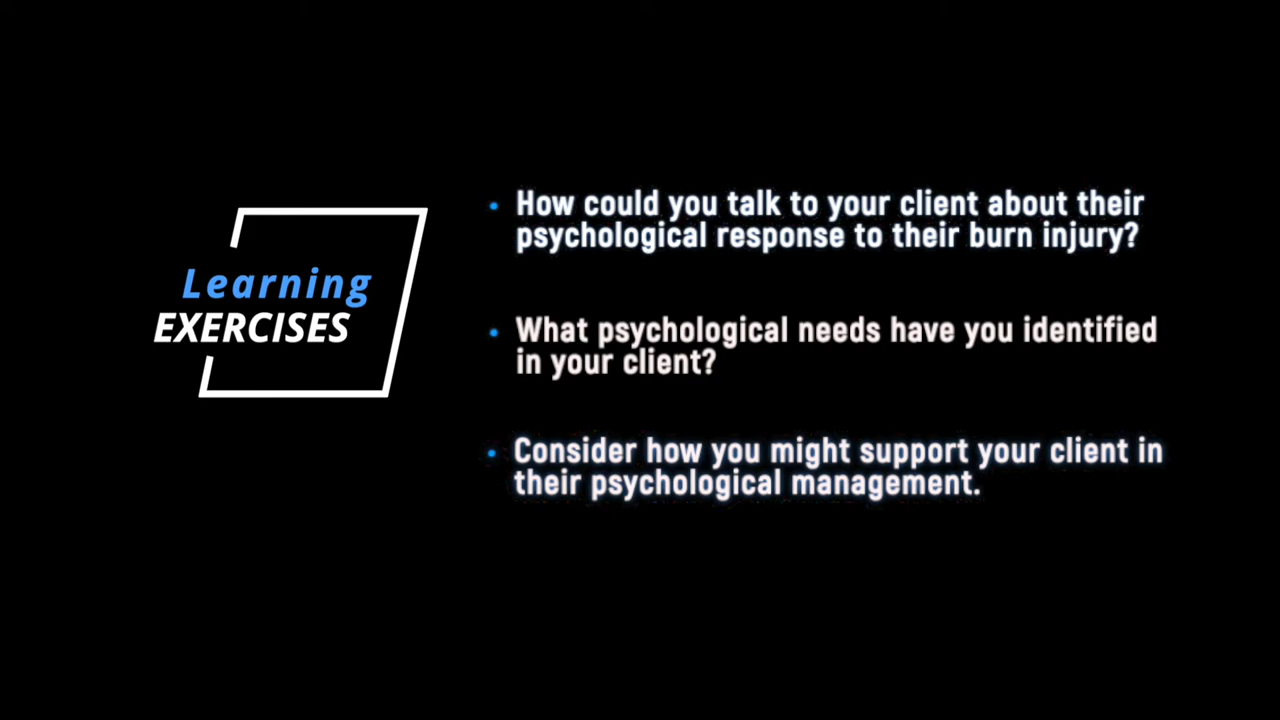 Learning
EXERCISES
• How could you talk to your client about their
psychological response to their burn injury?
• What psychological needs have you identified
in your client?
• Consider how you might support your client in
their psychological management.